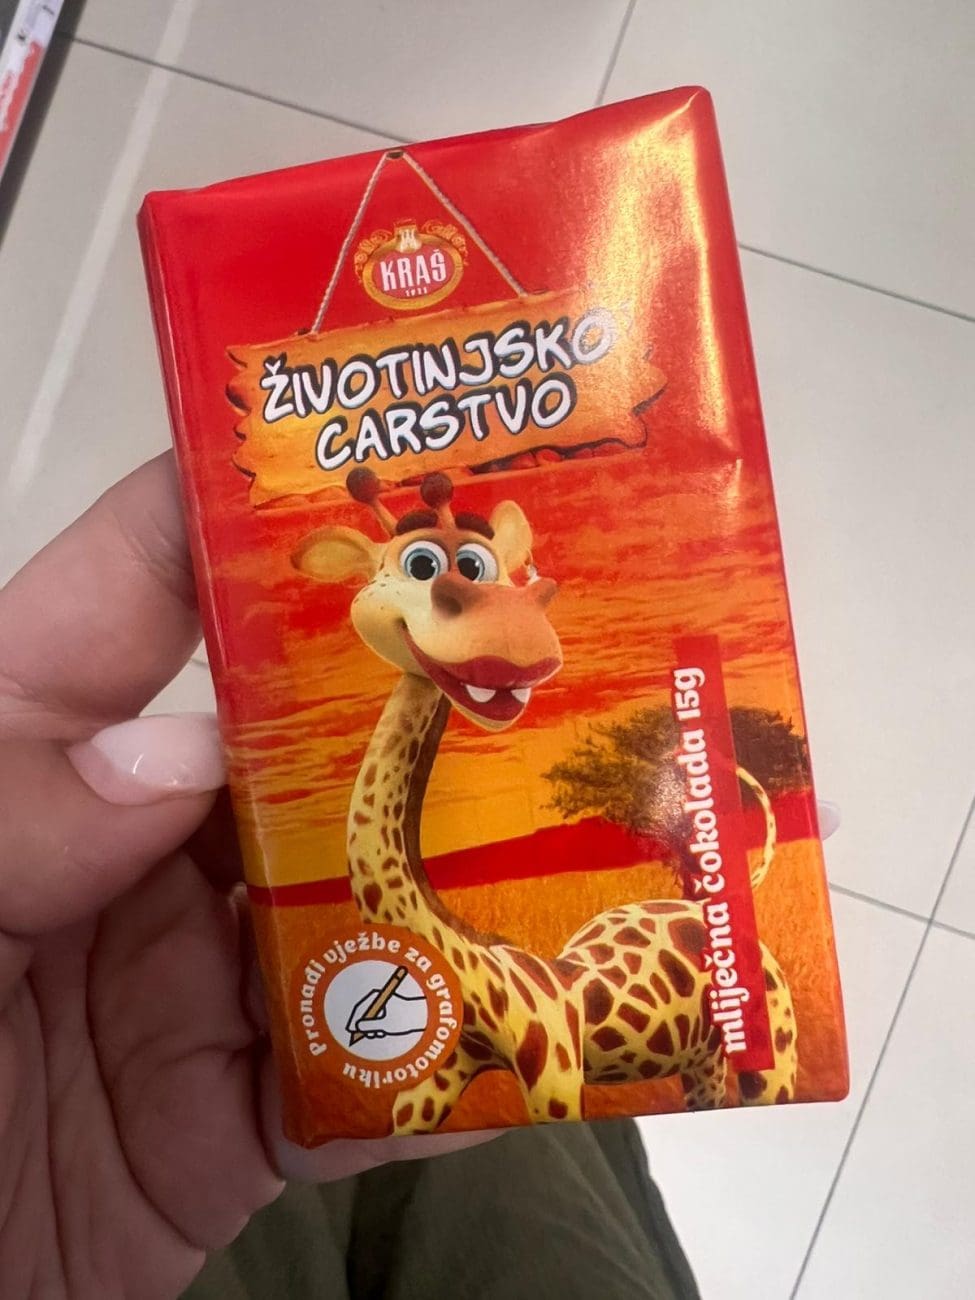 KRAŠ
1911
ŽIVOTINJSKO
CARSTVO
mliječna čokolada 15g
Pronađi vježbe za grafomotoriku